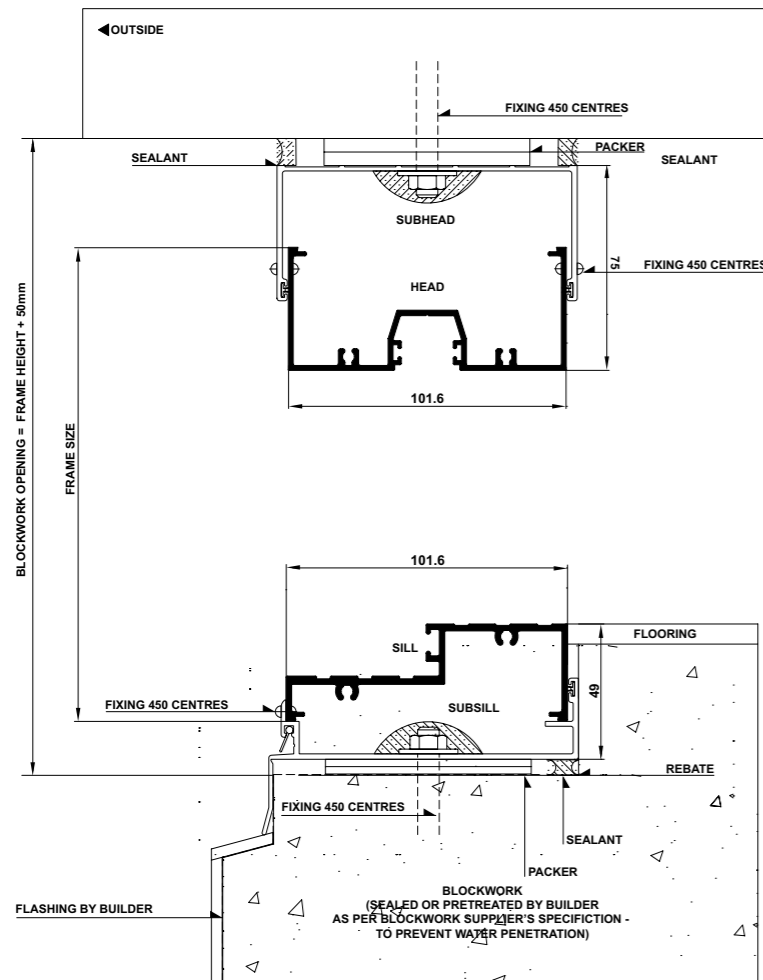 OUTSIDE
FIXING 450 CENTRES
PACKER
SEALANT
SEALANT
SUBHEAD
FIXING 450 CENTRES
75
HEAD
101.6
BLOCKWORK OPENING = FRAME HEIGHT + 50mm
FRAME SIZE
101.6
FLOORING
SILL
49
FIXING 450 CENTRES
SUBSILL
REBATE
FIXING 450 CENTRES
SEALANT
PACKER
FLASHING BY BUILDER
BLOCKWORK
(SEALED OR PRETREATED BY BUILDER
AS PER BLOCKWORK SUPPLIER'S SPECIFICTION -
TO PREVENT WATER PENETRATION)